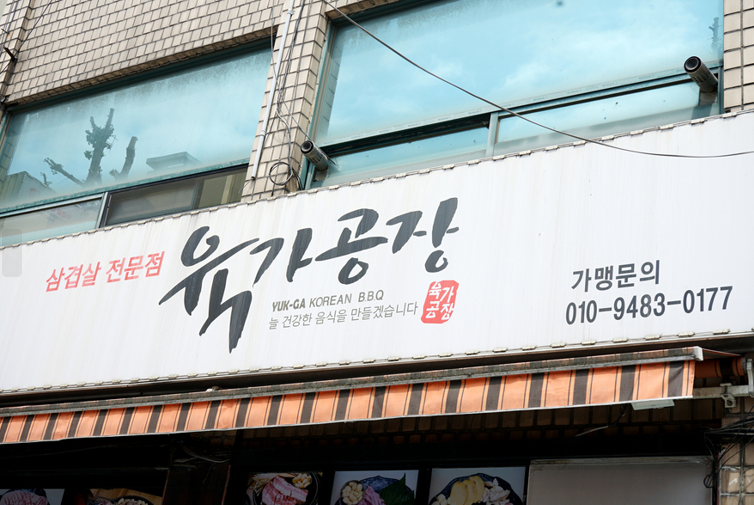 삼겹살 전문점
육가공장
YUK-GA KOREAN B.B.Q
늘 건강한 음식을 만들겠습니다
육가
공장
가맹문의
010-9483-0177